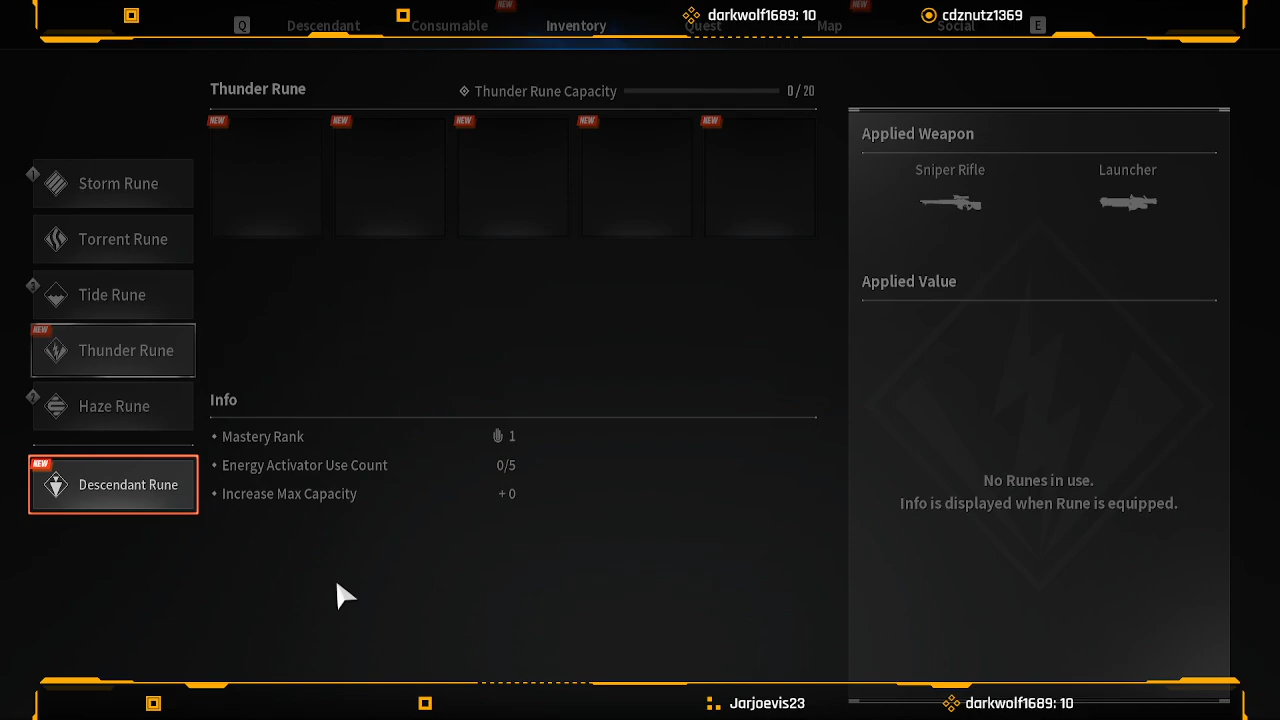 darkwolf1689: 10
cdznutz1369
NEW
NEW
Q
Descendant
Consumable
Inventory
Quest
Map
Social
E
Thunder Rune
Thunder Rune Capacity
0 / 20
NEW
NEW
NEW
NEW
NEW
1
Storm Rune
Torrent Rune
3
Tide Rune
NEW
Thunder Rune
2
Haze Rune
NEW
Descendant Rune
Info
Mastery Rank 1
Energy Activator Use Count 0/5
Increase Max Capacity + 0
Applied Weapon
Sniper Rifle
Launcher
Applied Value
No Runes in use.
Info is displayed when Rune is equipped.
Jarjoevis23
darkwolf1689: 10